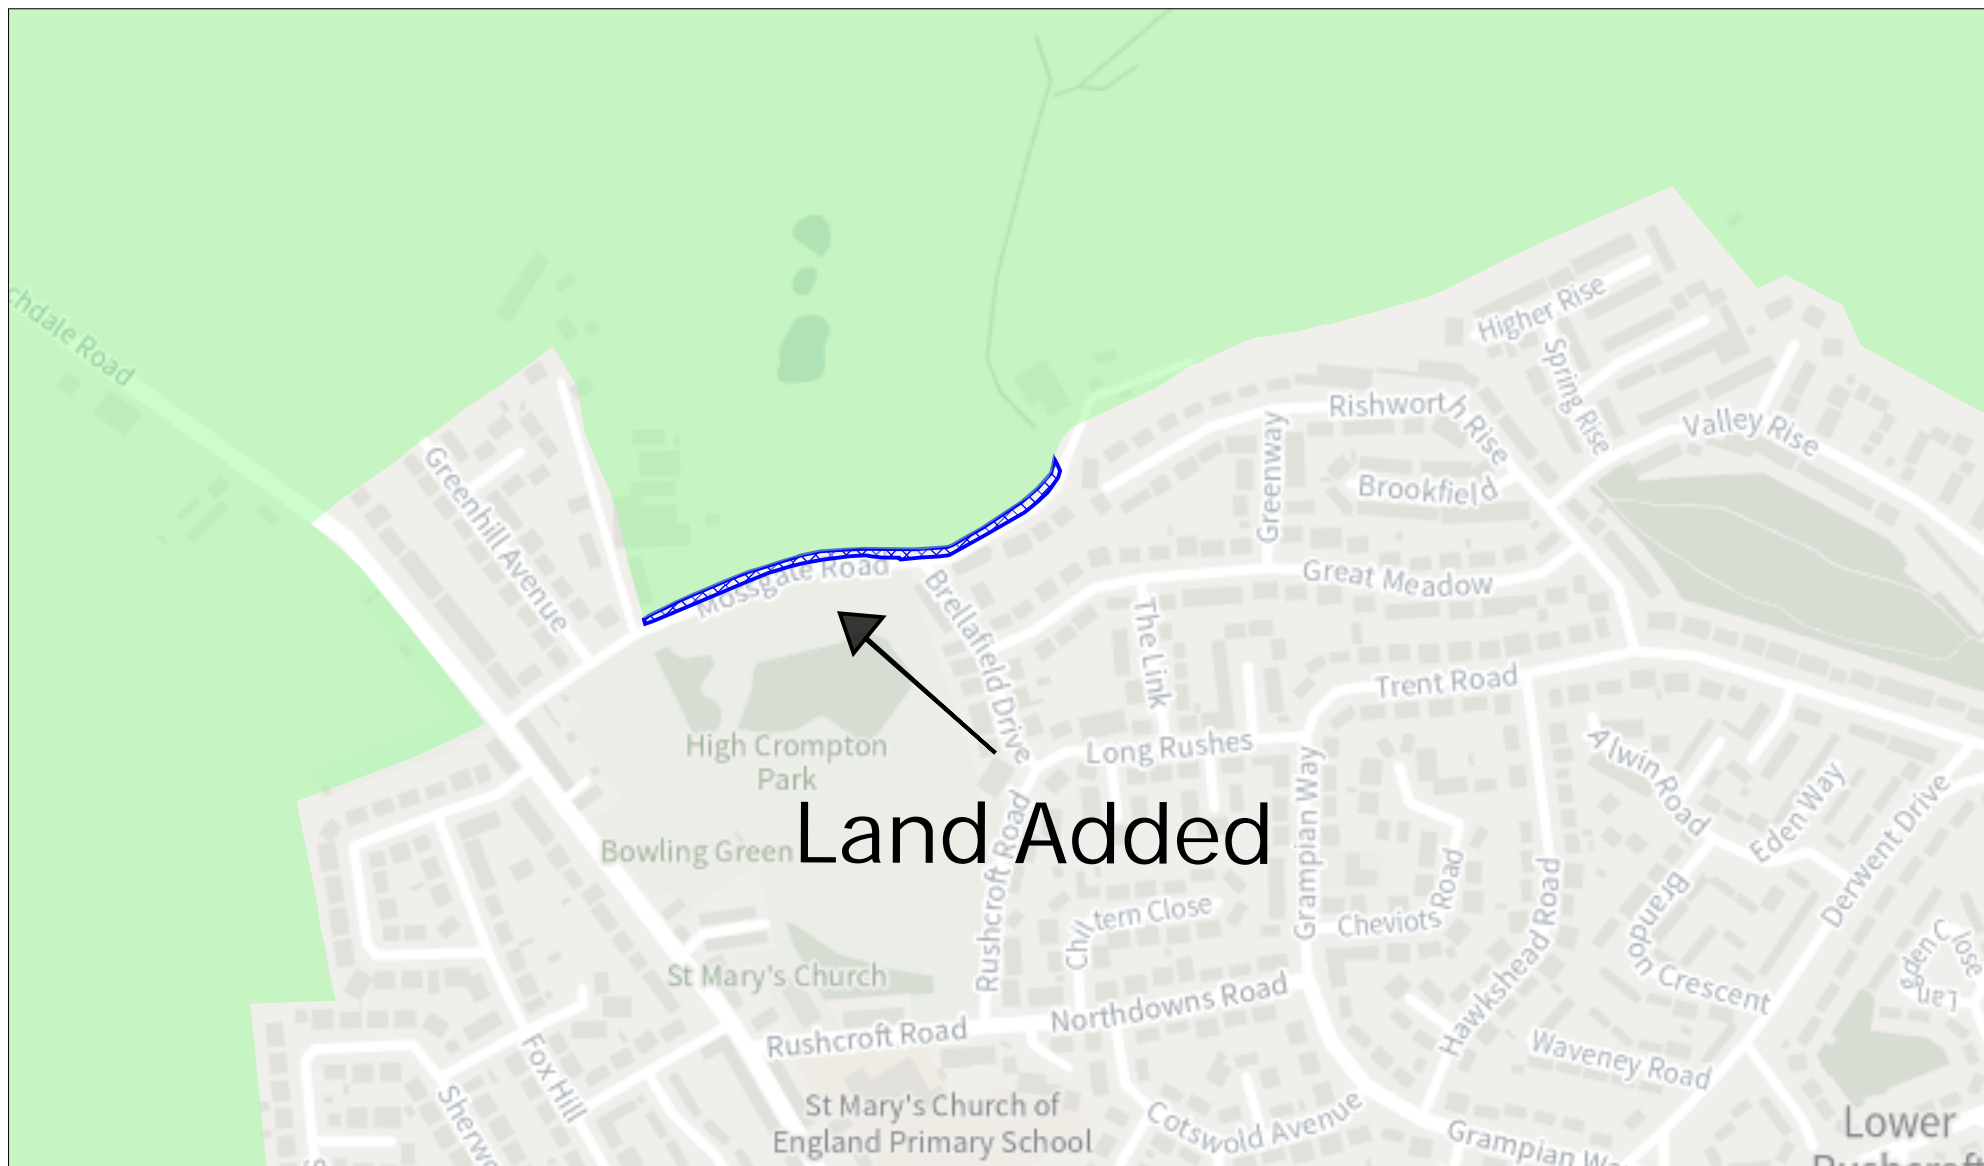 chdale Road
Higher Rise
Spring Rise
Rishworth Rise
Valley Rise
Greenway
Brookfield
Greenhill Avenue
Mossgate Road
Great Meadow
Brellafield Drive
The Link
Trent Road
High Crompton
Park
Long Rushes
Alwin Road
Eden Way
Derwent Drive
Grampian Way
Land Added
Bowling Green
Rushcroft Road
Chiltern Close
Cheviots Road
Hawkshead Road
Brandon Crescent
St Mary's Church
Northdowns Road
Rushcroft Road
Fox Hill
Waveney Road
St Mary's Church of
England Primary School
Cotswold Avenue
Grampian Wa
Lower
Rushcroft